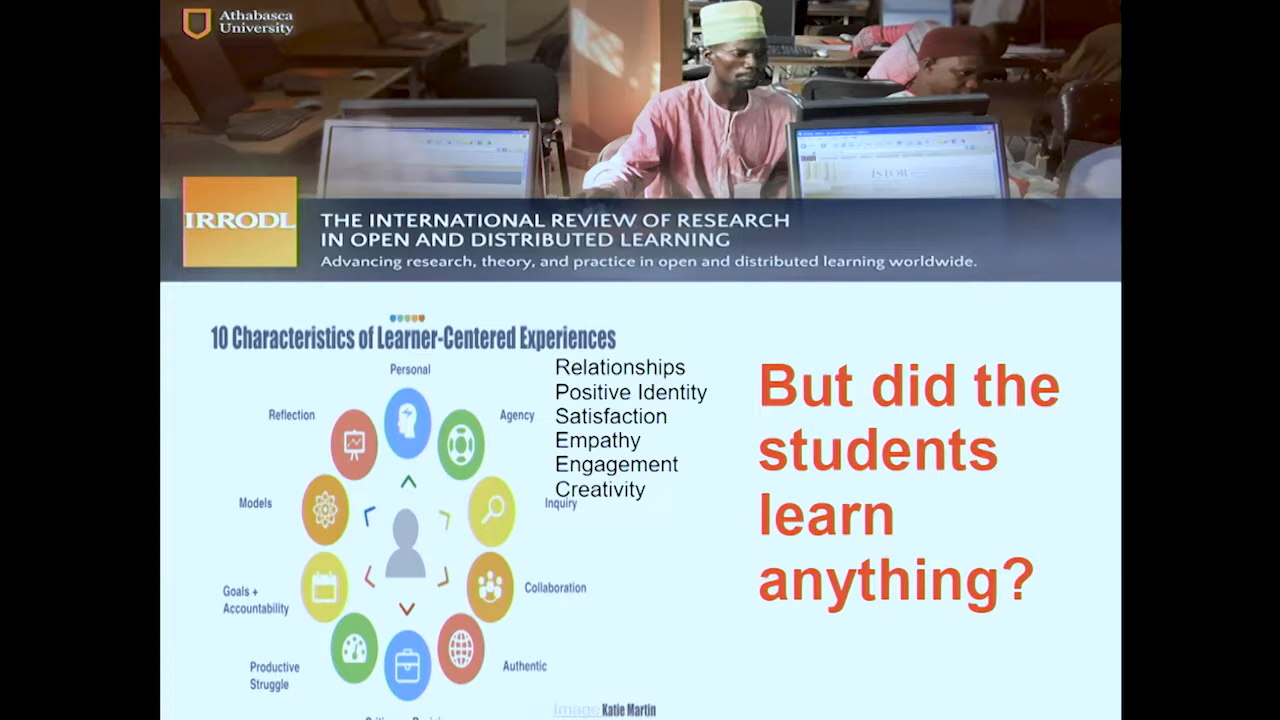 Athabasca
University
JSTOR
IRRODL
THE INTERNATIONAL REVIEW OF RESEARCH
IN OPEN AND DISTRIBUTED LEARNING
Advancing research, theory, and practice in open and distributed learning worldwide.
10 Characteristics of Learner-Centered Experiences
Personal
Agency
Inquiry
Collaboration
Authentic
Productive
Struggle
Goals +
Accountability
Models
Reflection
Relationships
Positive Identity
Satisfaction
Empathy
Engagement
Creativity
But did the
students
learn
anything?
Image Katie Martin